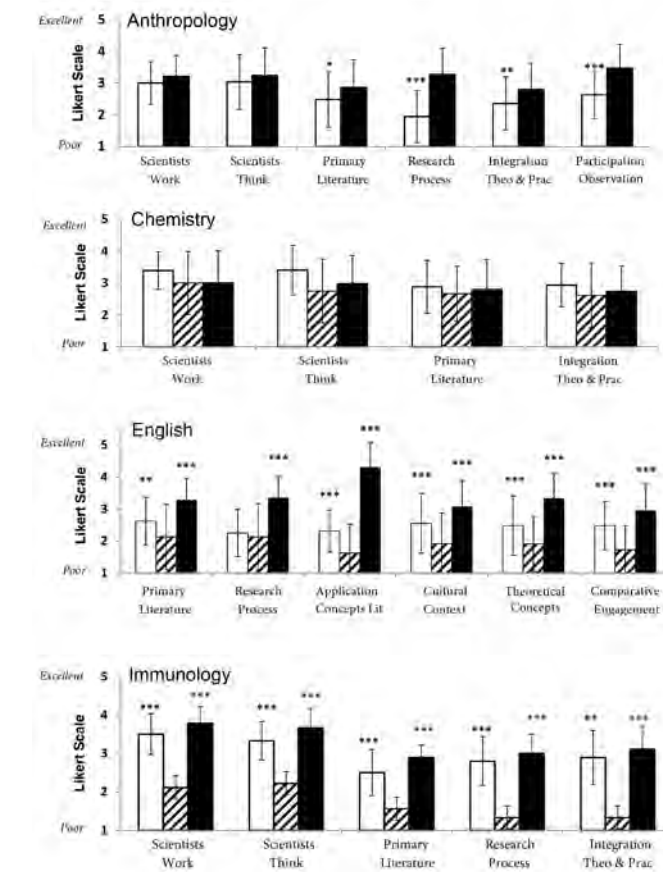 Excellent 5 Anthropology
4
* *** ** ***
3
2
Poor 1
Likert Scale
Scientists Scientists Primary Research Integration Participation
Work Think Literature Process Theo & Prac Observation
Excellent 5 Chemistry
4
3
2
Poor 1
Likert Scale
Scientists Scientists Primary Integration
Work Think Literature Theo & Prac
English
Excellent 5
*** 
4
** *** *** *** *** *** *** *** *** ***
3
2
Poor 1
Likert Scale
Primary Research Application Cultural Theoretical Comparative
Literature Process Concepts Lit Context Concepts Engagement
Excellent 5 Immunology
*** *** *** ***
4
*** *** *** *** ** ***
3
2
Poor 1
Likert Scale
Scientists Scientists Primary Research Integration
Work Think Literature Process Theo & Prac